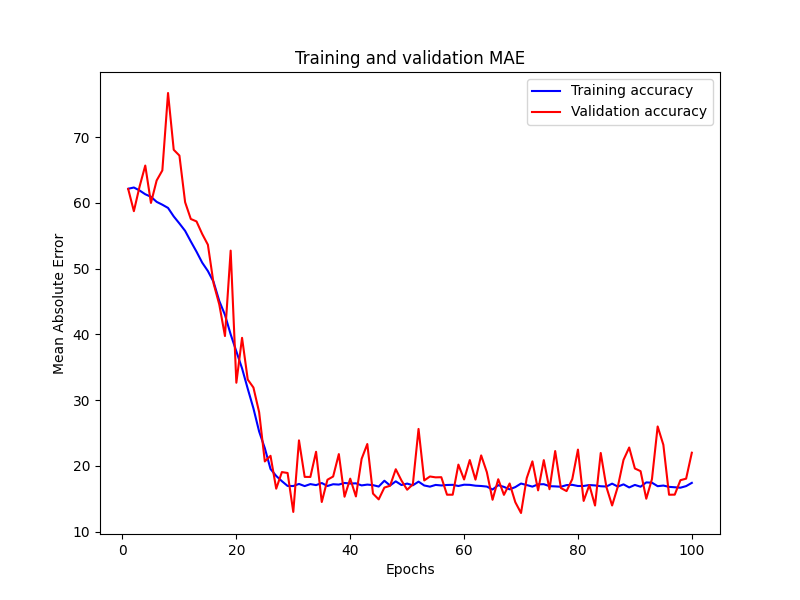 Training and validation MAE
Training accuracy
Validation accuracy
Mean Absolute Error
70
60
50
40
30
20
10
0
20
40
60
80
100
Epochs